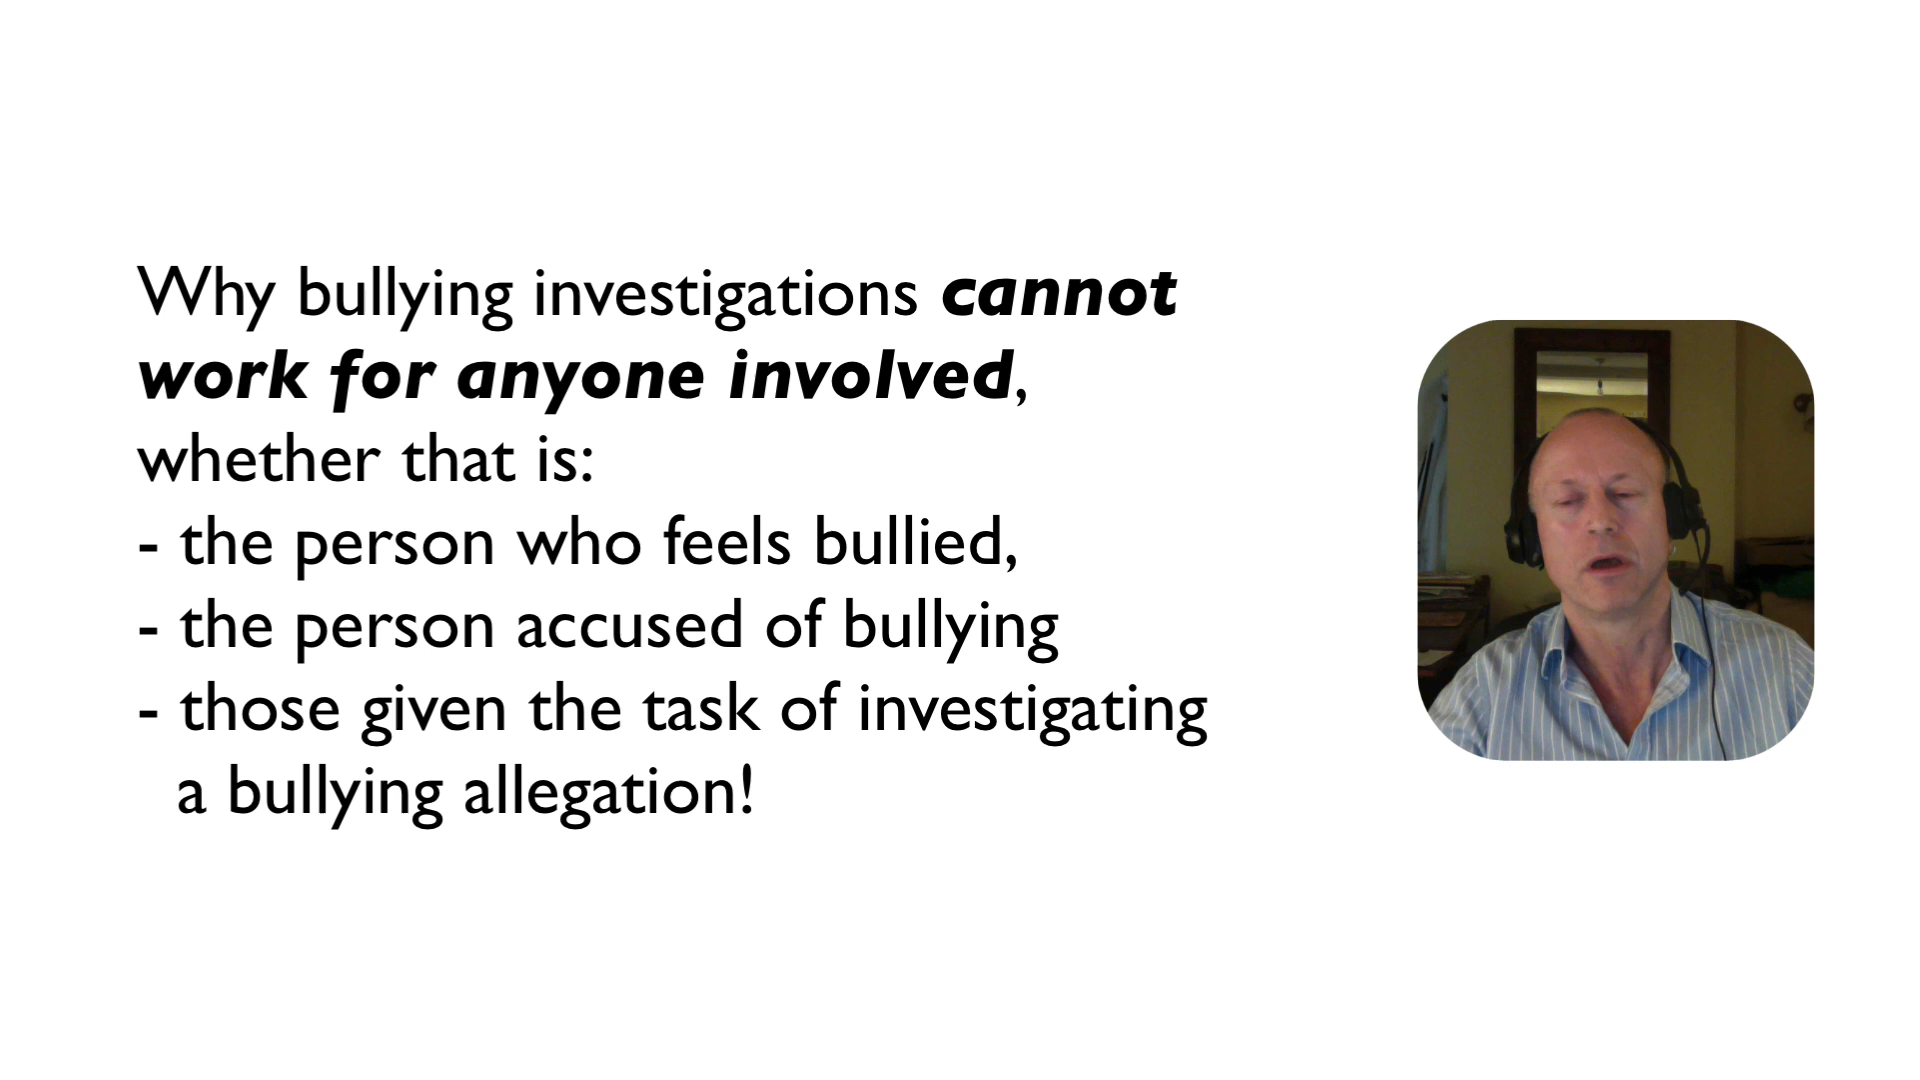 Why bullying investigations cannot
work for anyone involved,
whether that is:
- the person who feels bullied,
- the person accused of bullying
- those given the task of investigating
a bullying allegation!